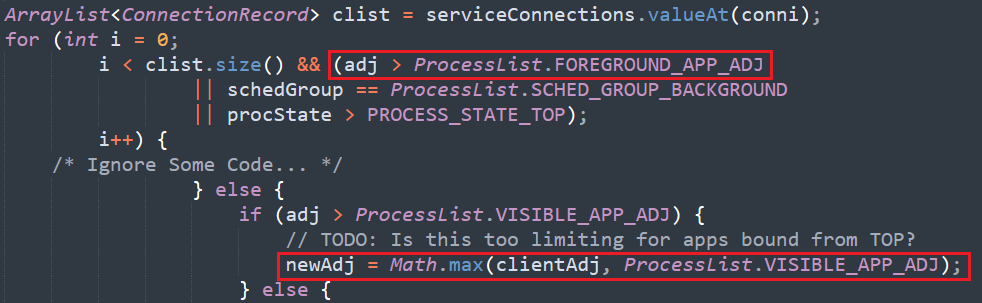 ArrayList<ConnectionRecord> clist = serviceConnections.valueAt(conni);
for (int i = 0;
i < clist.size() && (adj > ProcessList.FOREGROUND_APP_ADJ
|| schedGroup == ProcessList.SCHED_GROUP_BACKGROUND
|| procState > PROCESS_STATE_TOP);
i++) {
/* Ignore Some Code... */
} else {
if (adj > ProcessList.VISIBLE_APP_ADJ) {
// TODO: Is this too limiting for apps bound from TOP?
newAdj = Math.max(clientAdj, ProcessList.VISIBLE_APP_ADJ);
} else {